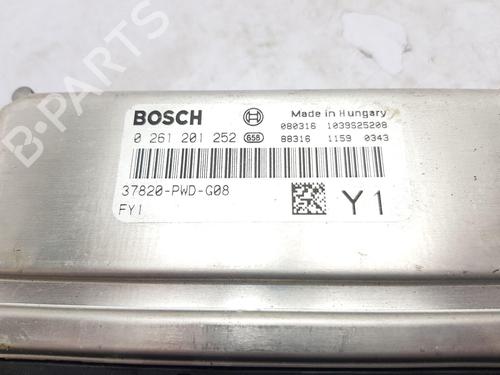 BOSCH
Made in Hungary
080316 1039S25208
0 261 201 252 658 88316 1159 0343
37820-PWD-G08
FY1
Y1